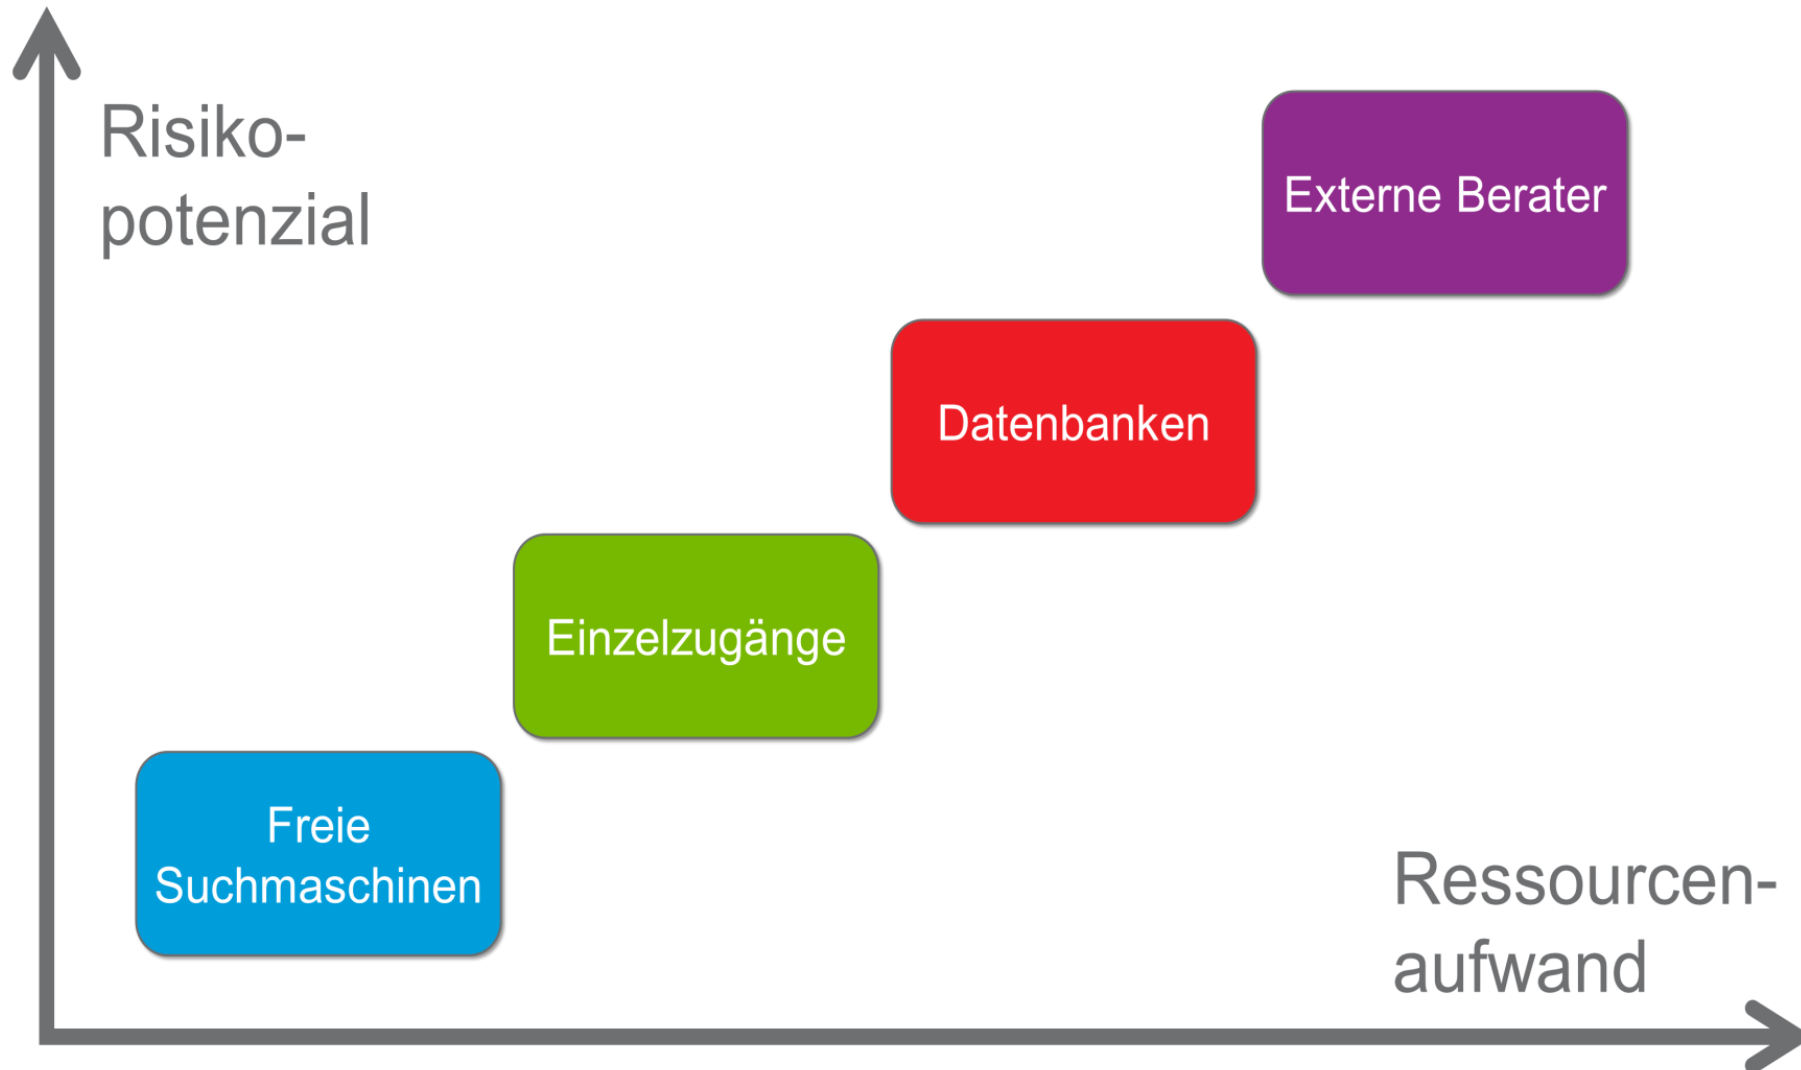 Risiko-
potenzial
Externe Berater
Datenbanken
Einzelzugänge
Freie
Suchmaschinen
Ressourcen-
aufwand